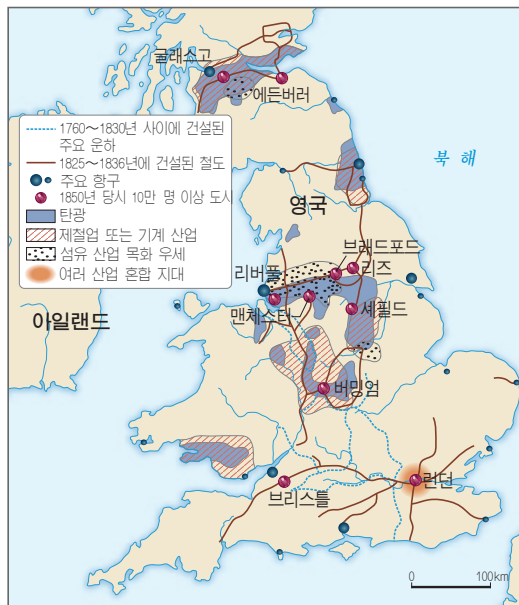 굴래스고
에든버러
1760~1830년 사이에 건설된
주요 운하
1825~1836년에 건설된 철도
주요 항구
1850년 당시 10만 명 이상 도시
탄광
제철업 또는 기계 산업
섬유 산업 목화 우세
여러 산업 혼합 지대
북 해
영국
브래드포드
리버풀
리즈
아일랜드
맨체스터
셰필드
버밍엄
런던
브리스틀
0 100km